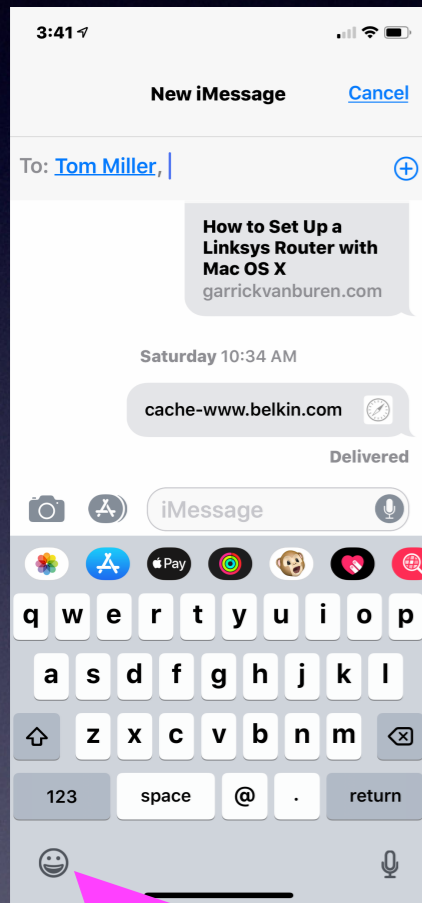 3:41
New iMessage Cancel
To: Tom Miller,
How to Set Up a
Linksys Router with
Mac OS X
garrickvanburen.com
Saturday 10:34 AM
cache-www.belkin.com
Delivered
iMessage
Pay
q w e r t y u i o p
a s d f g h j k l
z x c v b n m
123 space @ . return